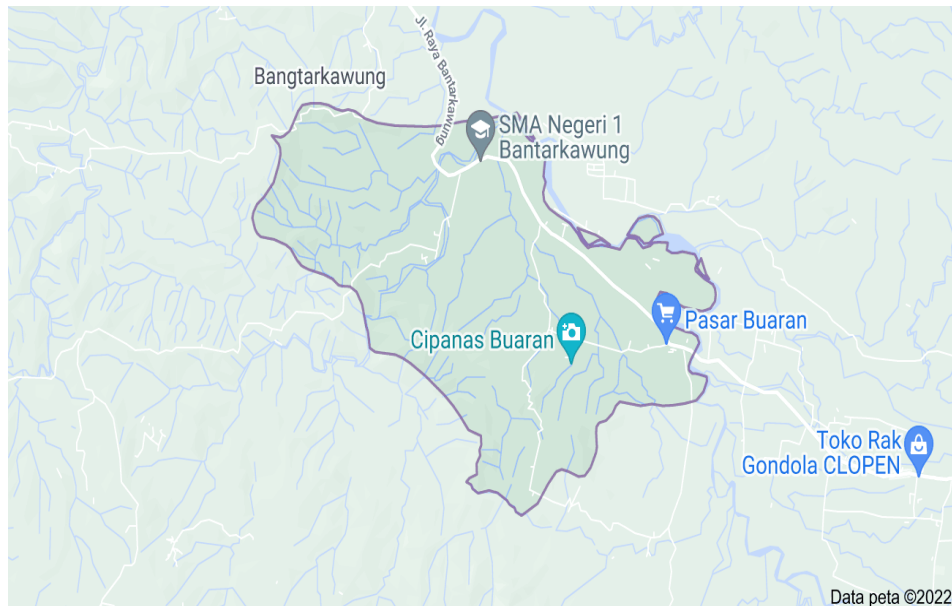 Jl. Raya Bantarkawung
Bangtarkawung
SMA Negeri 1
Bantarkawung
Pasar Buaran
Cipanas Buaran
Toko Rak
Gondola CLOPEN
Data peta ©2022